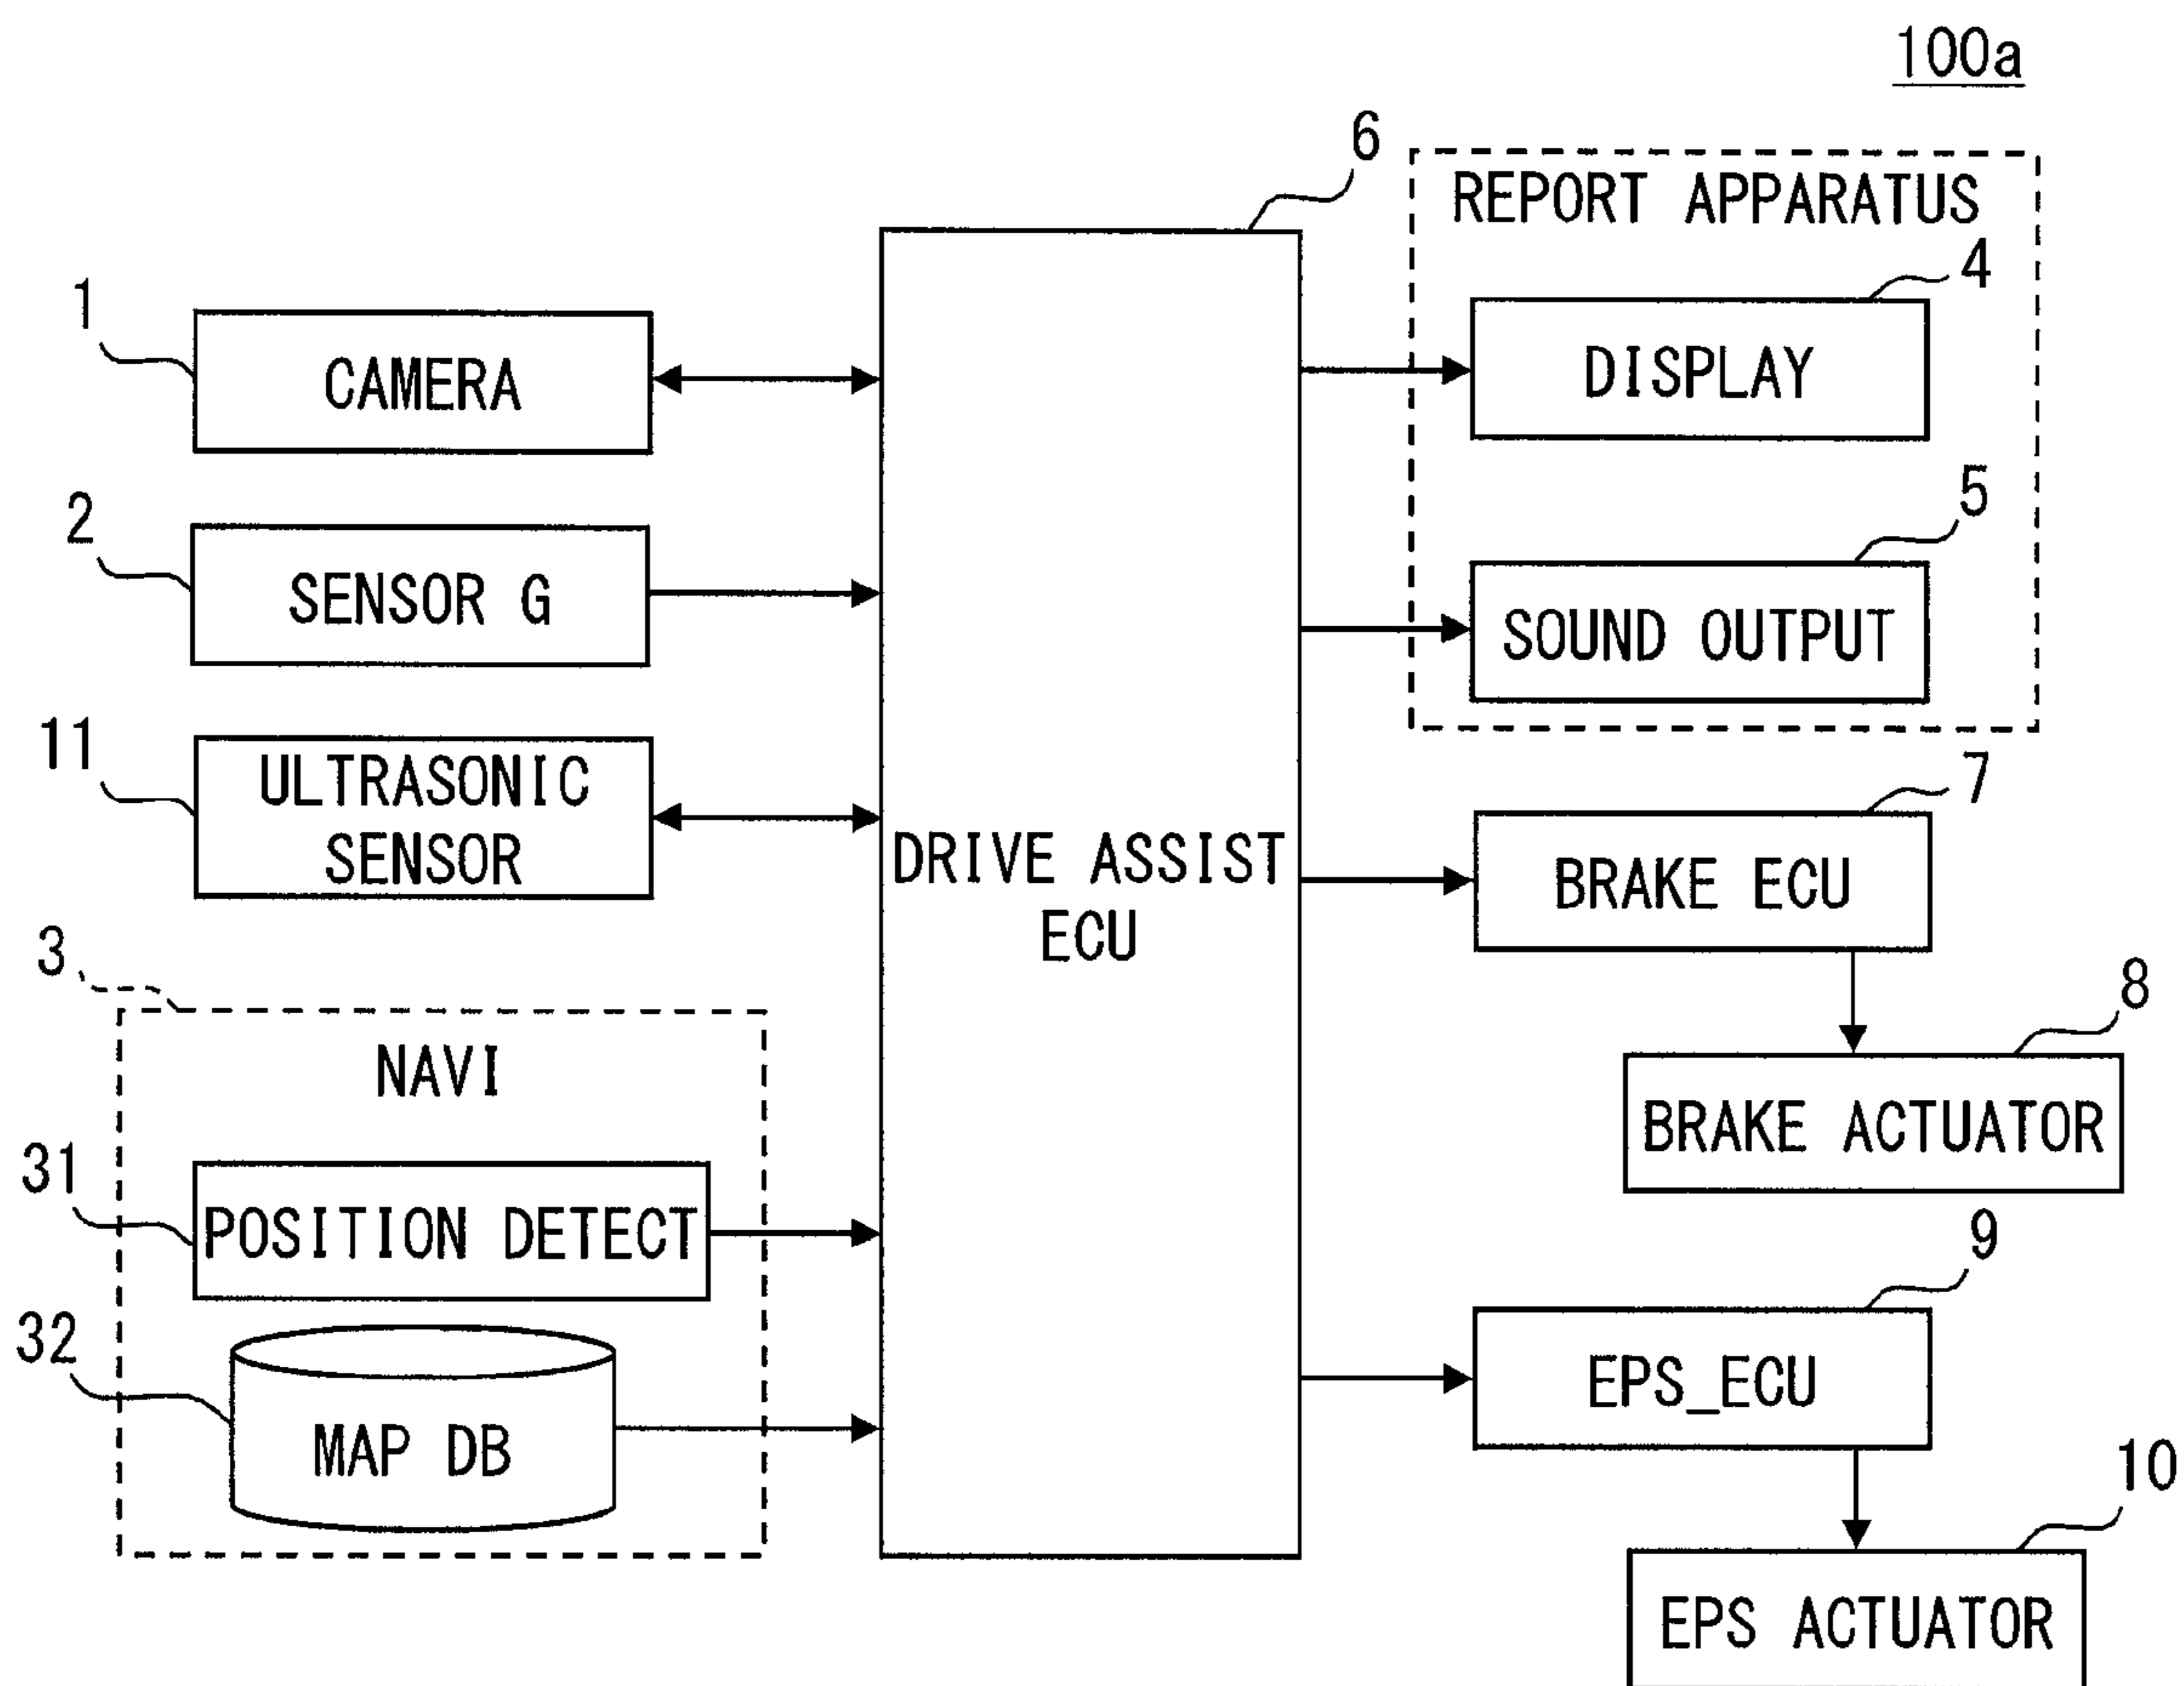 100a
6
REPORT APPARATUS
4
DISPLAY
5
SOUND OUTPUT
1
CAMERA
2
SENSOR G
11
ULTRASONIC
SENSOR
3
NAVI
31
POSITION DETECT
32
MAP DB
DRIVE ASSIST
ECU
7
BRAKE ECU
8
BRAKE ACTUATOR
9
EPS_ECU
10
EPS ACTUATOR